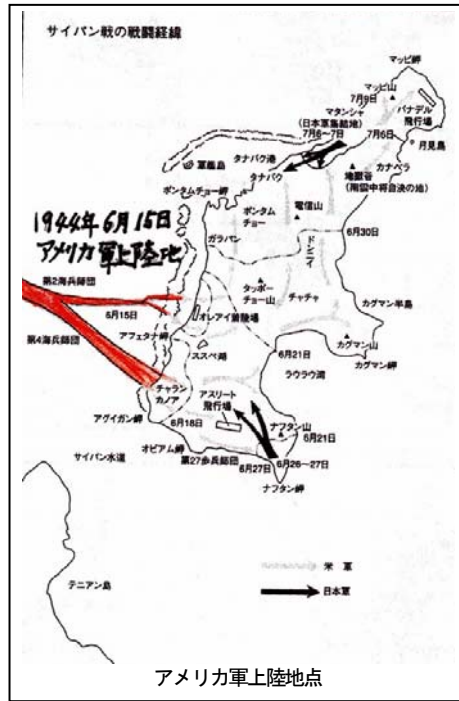 サイパン戦の戦闘経緯
マッピ岬
マッピ山
7月9日
バナデル
飛行場
マタンシャ
(日本軍集結地)
7月6~7日
7月6日
月見島
軍艦島
タナパク港
タナパク
カナベラ
地獄谷
(南雲中将自決の地)
ポンタムチョー岬
ポンタム
チョー
電信山
1944年6月15日
アメリカ軍上陸地
ガラパン
ドンニイ
6月30日
第2海兵師団
6月15日
タッポー
チョー山
チャチャ
カグマン半島
オレアイ着陸場
第4海兵師団
アフェタナ岬
ススペ湖
6月21日
カグマン山
カグマン岬
ラウラウ湾
チャラン
カノア
アスリート
飛行場
アグイガン岬
6月18日
ナフタン山
6月21日
オビアム岬
サイパン水道
第27歩兵師団
6月27日
6月26~27日
ナフタン岬
テニアン島
米軍
日本軍
アメリカ軍上陸地点